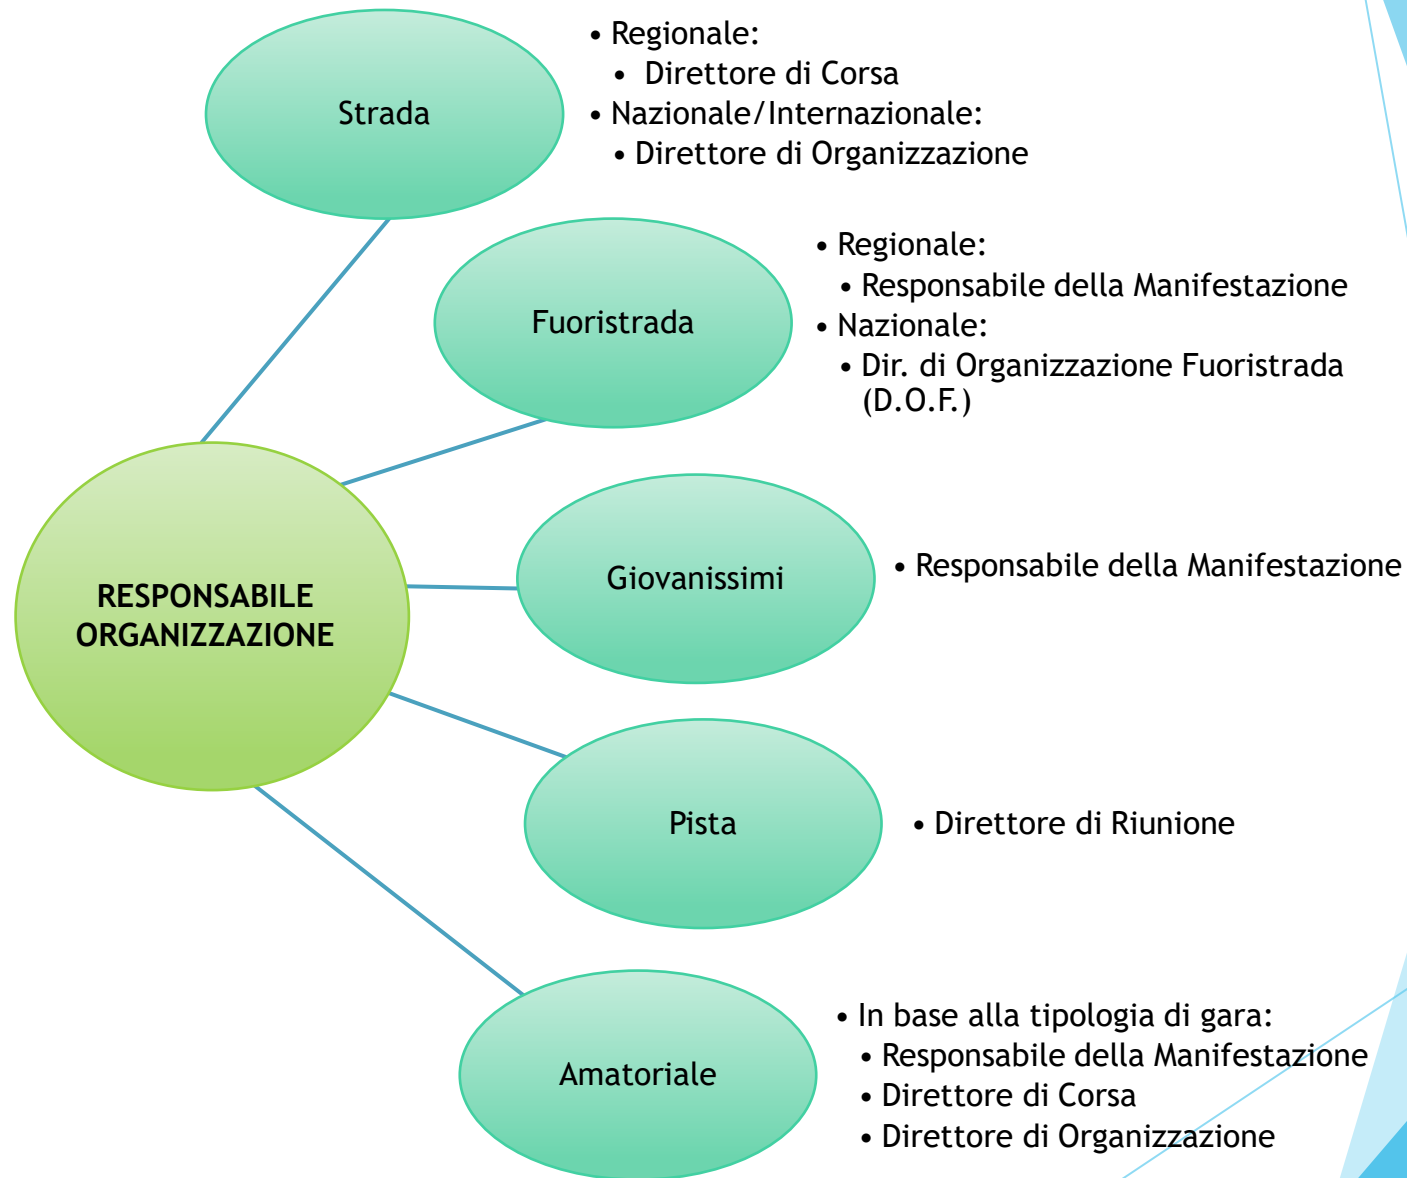 Strada
• Regionale:
• Direttore di Corsa
• Nazionale/Internazionale:
• Direttore di Organizzazione
Fuoristrada
• Regionale:
• Responsabile della Manifestazione
• Nazionale:
• Dir. di Organizzazione Fuoristrada
(D.O.F.)
RESPONSABILE
ORGANIZZAZIONE
Giovanissimi
• Responsabile della Manifestazione
Pista
• Direttore di Riunione
Amatoriale
• In base alla tipologia di gara:
• Responsabile della Manifestazione
• Direttore di Corsa
• Direttore di Organizzazione